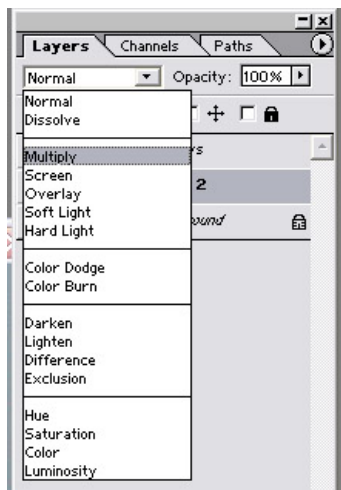 Layers Channels Paths
Normal Opacity: 100%
Normal
Dissolve
Multiply
Screen
Overlay
Soft Light
Hard Light
Color Dodge
Color Burn
Darken
Lighten
Difference
Exclusion
Hue
Saturation
Color
Luminosity
2